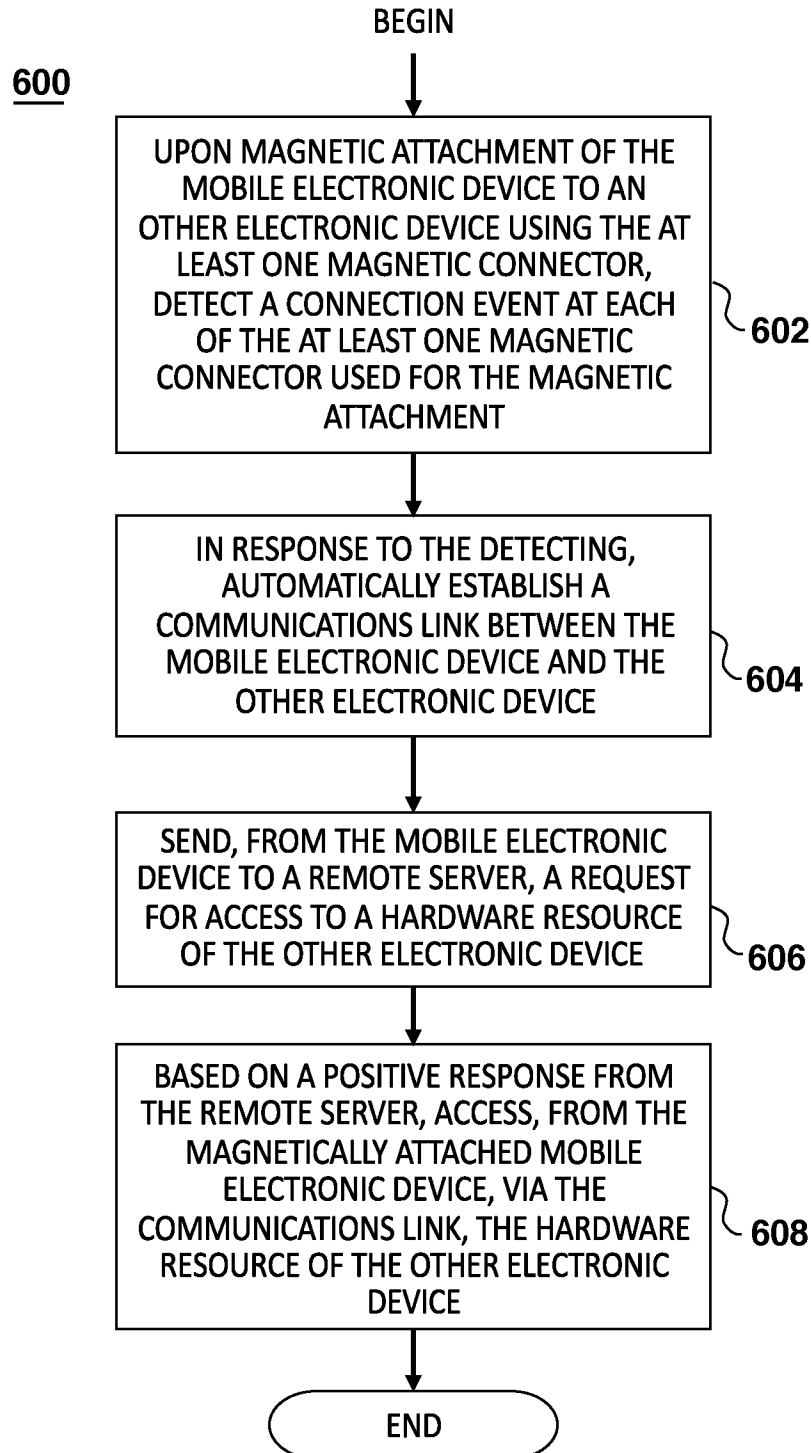 BEGIN
600
UPON MAGNETIC ATTACHMENT OF THE
MOBILE ELECTRONIC DEVICE TO AN
OTHER ELECTRONIC DEVICE USING THE AT
LEAST ONE MAGNETIC CONNECTOR,
DETECT A CONNECTION EVENT AT EACH
OF THE AT LEAST ONE MAGNETIC
CONNECTOR USED FOR THE MAGNETIC
ATTACHMENT
602
IN RESPONSE TO THE DETECTING,
AUTOMATICALLY ESTABLISH A
COMMUNICATIONS LINK BETWEEN THE
MOBILE ELECTRONIC DEVICE AND THE
OTHER ELECTRONIC DEVICE
604
SEND, FROM THE MOBILE ELECTRONIC
DEVICE TO A REMOTE SERVER, A REQUEST
FOR ACCESS TO A HARDWARE RESOURCE
OF THE OTHER ELECTRONIC DEVICE
606
BASED ON A POSITIVE RESPONSE FROM
THE REMOTE SERVER, ACCESS, FROM THE
MAGNETICALLY ATTACHED MOBILE
ELECTRONIC DEVICE, VIA THE
COMMUNICATIONS LINK, THE HARDWARE
RESOURCE OF THE OTHER ELECTRONIC
DEVICE
608
END